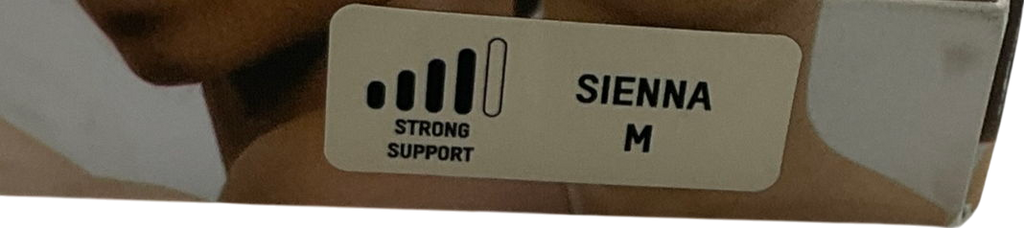 STRONG
SUPPORT
SIENNA
M